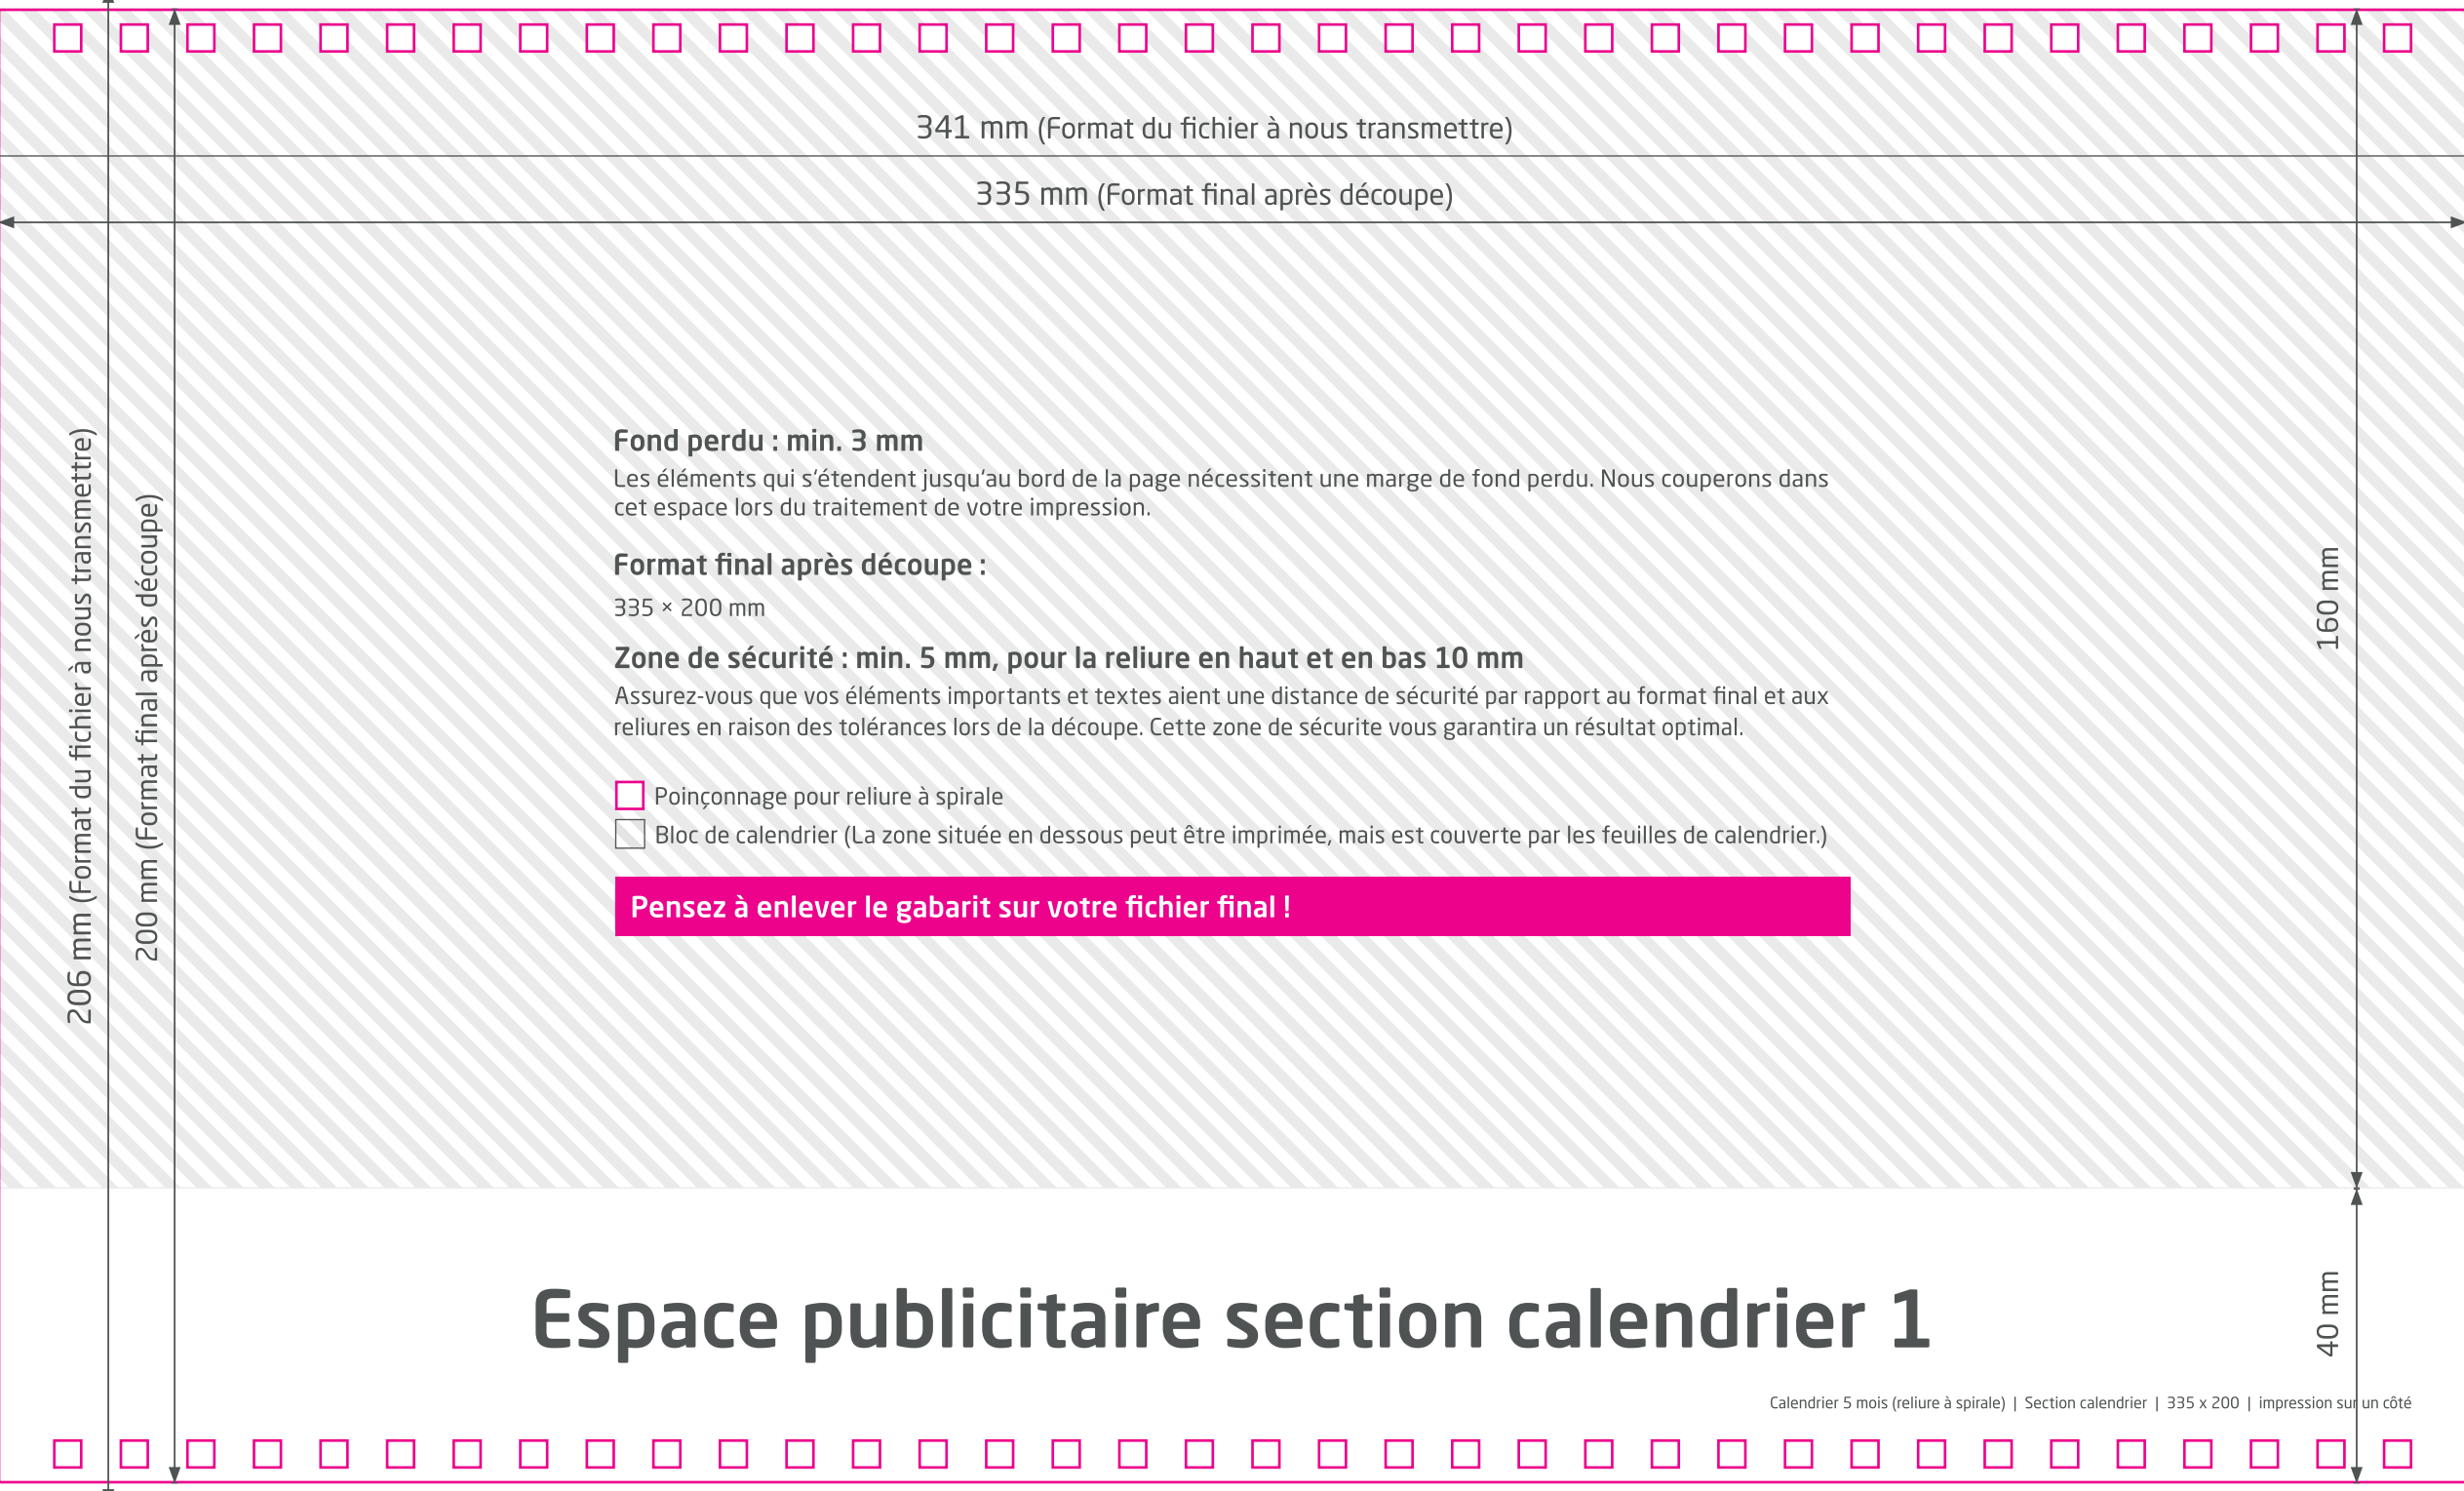 341 mm (Format du fichier à nous transmettre)
335 mm (Format final après découpe)
206 mm (Format du fichier à nous transmettre)
200 mm (Format final après découpe)
Fond perdu : min. 3 mm
Les éléments qui s'étendent jusqu'au bord de la page nécessitent une marge de fond perdu. Nous couperons dans
cet espace lors du traitement de votre impression.
Format final après découpe :
335 × 200 mm
Zone de sécurité : min. 5 mm, pour la reliure en haut et en bas 10 mm
Assurez-vous que vos éléments importants et textes aient une distance de sécurité par rapport au format final et aux
reliures en raison des tolérances lors de la découpe. Cette zone de sécurite vous garantira un résultat optimal.
Poinçonnage pour reliure à spirale
Bloc de calendrier (La zone située en dessous peut être imprimée, mais est couverte par les feuilles de calendrier.)
Pensez à enlever le gabarit sur votre fichier final !
160 mm
Espace publicitaire section calendrier 1
40 mm
Calendrier 5 mois (reliure à spirale) | Section calendrier | 335 x 200 | impression sur un côté